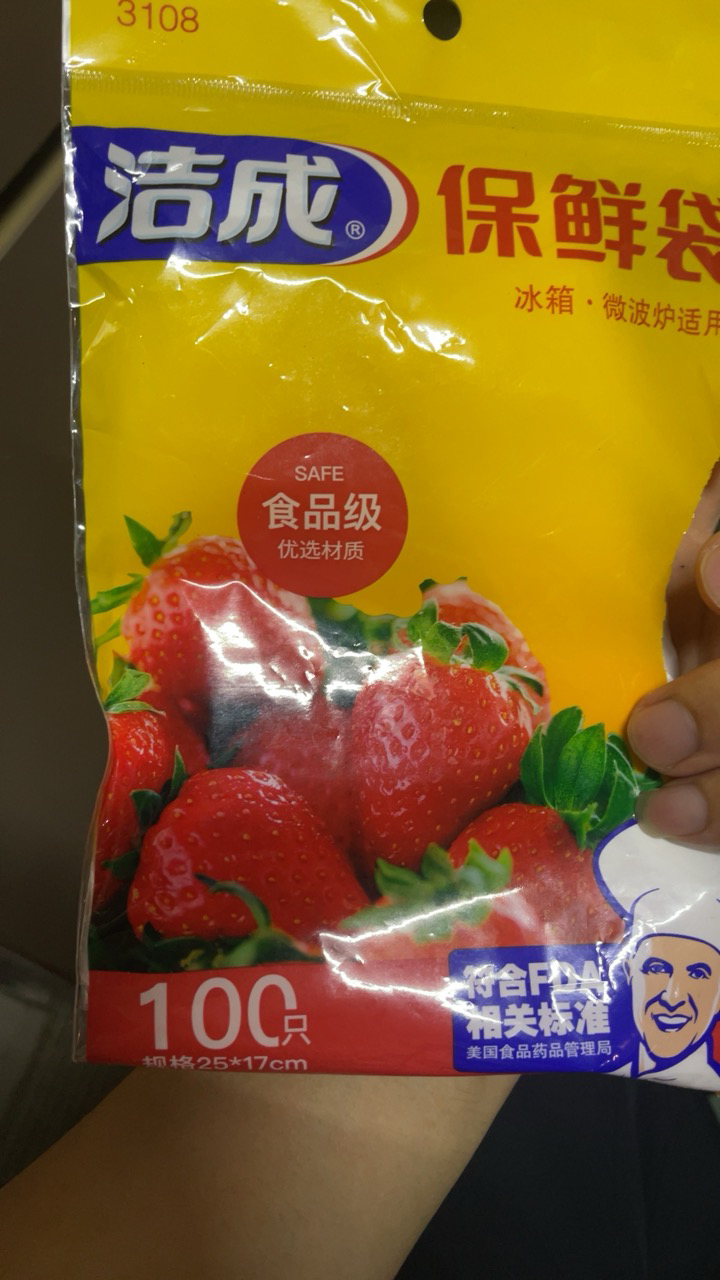 3108
洁成®
保鲜袋
冰箱·微波炉适用
SAFE
食品级
优选材质
100只
规格25*17cm
符合FDA
相关标准
美国食品药品管理局